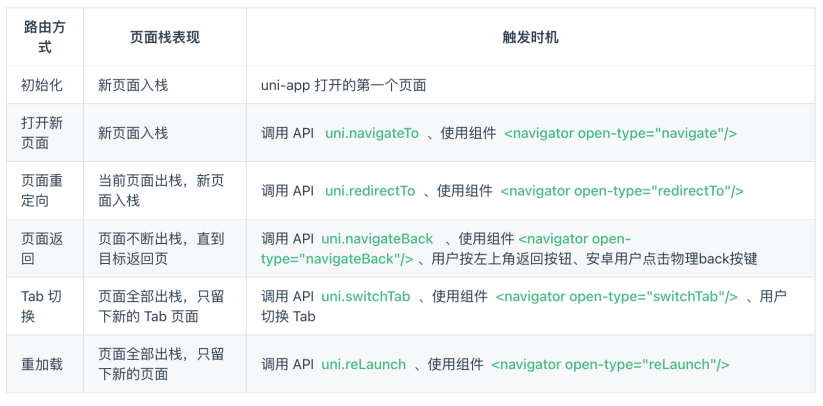 路由方式 页面栈表现 触发时机
初始化 新页面入栈 uni-app 打开的第一个页面
打开新页面 新页面入栈 调用 API uni.navigateTo 、使用组件 <navigator open-type="navigate"/>
页面重定向 当前页面出栈，新页面入栈 调用 API uni.redirectTo 、使用组件 <navigator open-type="redirectTo"/>
页面返回 页面不断出栈，直到目标返回页 调用 API uni.navigateBack 、使用组件<navigator open-type="navigateBack"/> 、用户按左上角返回按钮、安卓用户点击物理back按键
Tab 切换 页面全部出栈，只留下新的 Tab 页面 调用 API uni.switchTab 、使用组件 <navigator open-type="switchTab"/> 、用户切换 Tab
重加载 页面全部出栈，只留下新的页面 调用 API uni.reLaunch 、使用组件 <navigator open-type="reLaunch"/>